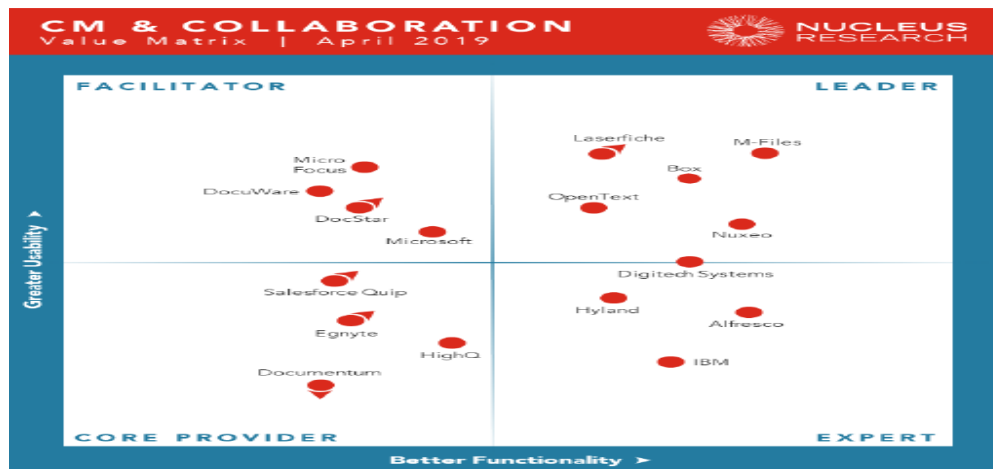 CM & COLLABORATION
Value Matrix | April 2019
NUCLEUS
RESEARCH
FACILITATOR
LEADER
Laserfiche
M-Files
Micro
Focus
Box
DocuWare
OpenText
DocStar
Nuxeo
Microsoft
Greater Usability >
Digitech Systems
Salesforce Quip
Hyland
Alfresco
Egnyte
HighQ
IBM
Documentum
CORE PROVIDER
EXPERT
Better Functionality >